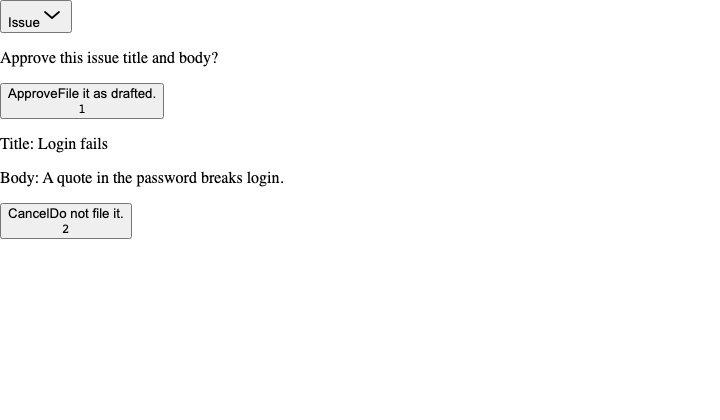 Issue
Approve this issue title and body?
ApproveFile it as drafted.
1
Title: Login fails
Body: A quote in the password breaks login.
CancelDo not file it.
2